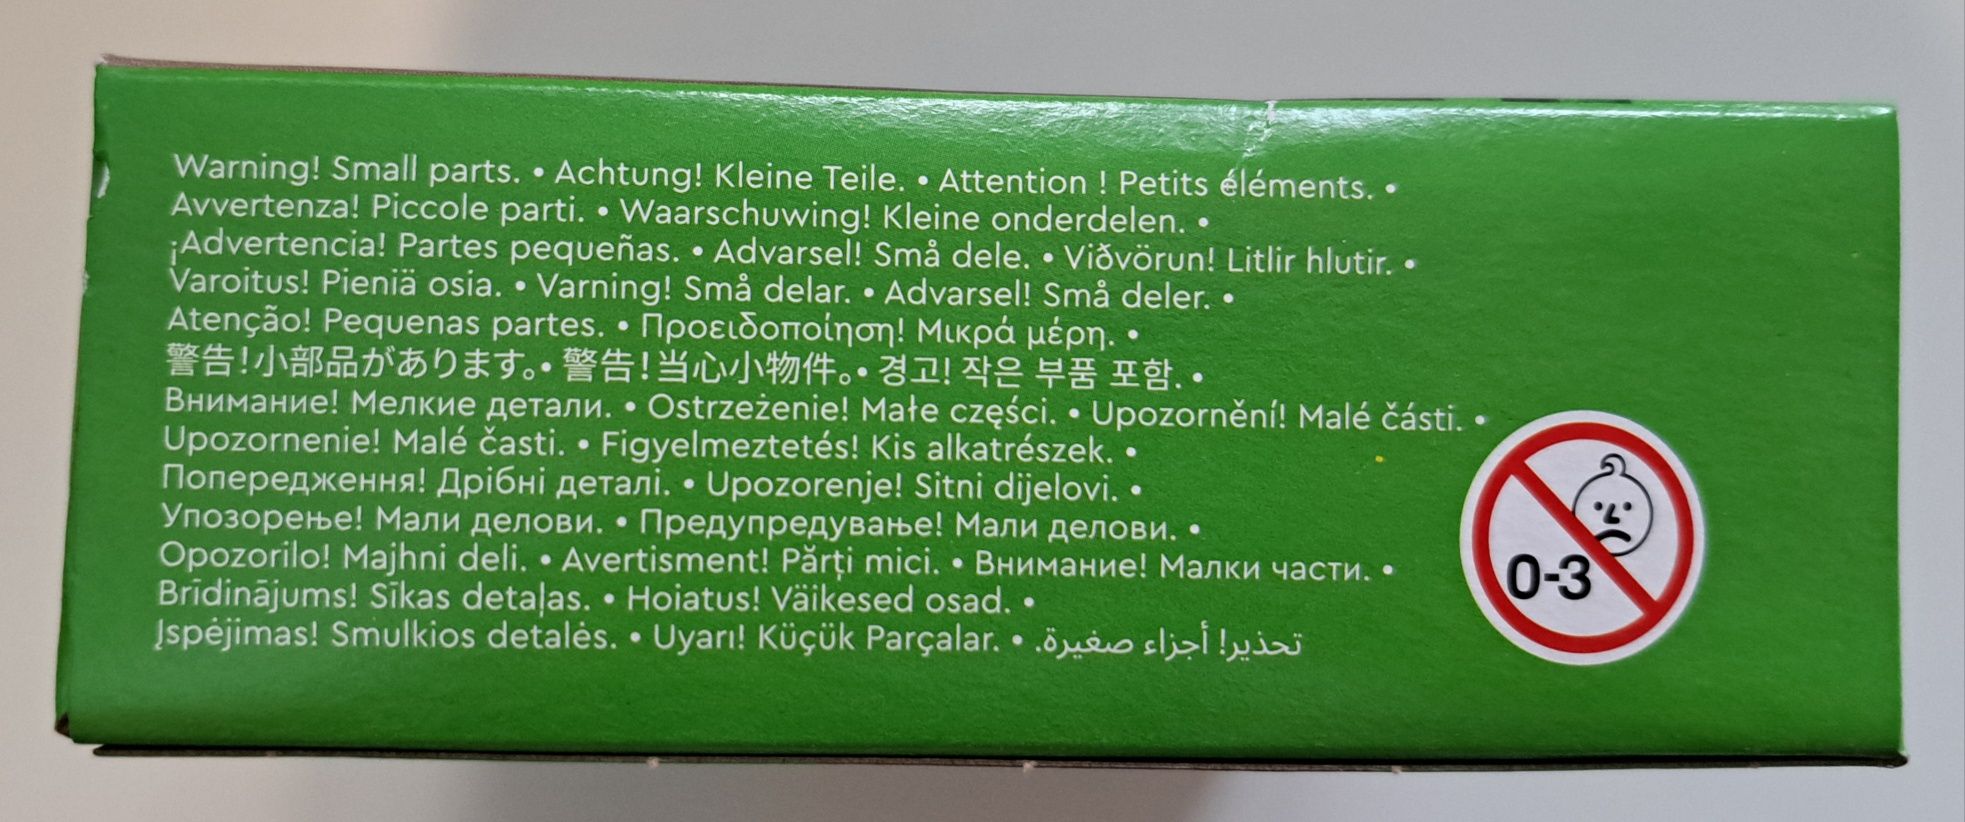 Warning! Small parts. • Achtung! Kleine Teile. • Attention ! Petits éléments. •
Avvertenza! Piccole parti. • Waarschuwing! Kleine onderdelen. •
¡Advertencia! Partes pequeñas. • Advarsel! Små dele. • Viðvörun! Litlir hlutir. •
Varoitus! Pieniä osia. • Varning! Små delar. • Advarsel! Små deler. •
Atenção! Pequenas partes. • Προειδοποίηση! Μικρά μέρη. •
警告!小部品があります。• 警告!当心小物件。• 경고! 작은 부품 포함. •
Внимание! Мелкие детали. • Ostrzeżenie! Małe części. • Upozornění! Malé části. •
Upozornenie! Malé časti. • Figyelmeztetés! Kis alkatrészek. •
Попередження! Дрібні деталі. • Upozorenje! Sitni dijelovi. •
Упозорење! Мали делови. • Предупредување! Мали делови. •
Opozorilo! Majhni deli. • Avertisment! Părți mici. • Внимание! Малки части. •
Brīdinājums! Sīkas detaļas. • Hoiatus! Väikesed osad. •
Įspėjimas! Smulkios detalės. • Uyarı! Küçük Parçalar. • تحذير! أجزاء صغيرة.
0-3